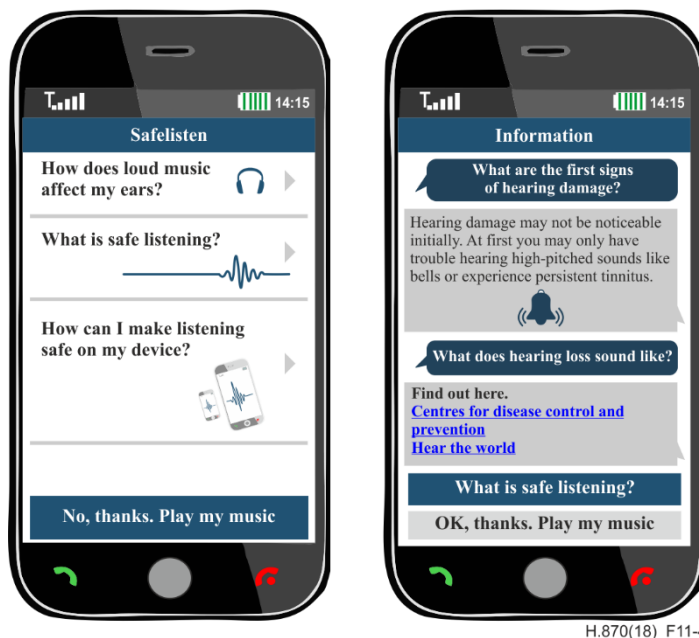 14:15
Safelisten
How does loud music
affect my ears?
What is safe listening?
How can I make listening
safe on my device?
No, thanks. Play my music
14:15
Information
What are the first signs
of hearing damage?
Hearing damage may not be noticeable
initially. At first you may only have
trouble hearing high-pitched sounds like
bells or experience persistent tinnitus.
What does hearing loss sound like?
Find out here.
Centres for disease control and
prevention
Hear the world
What is safe listening?
OK, thanks. Play my music